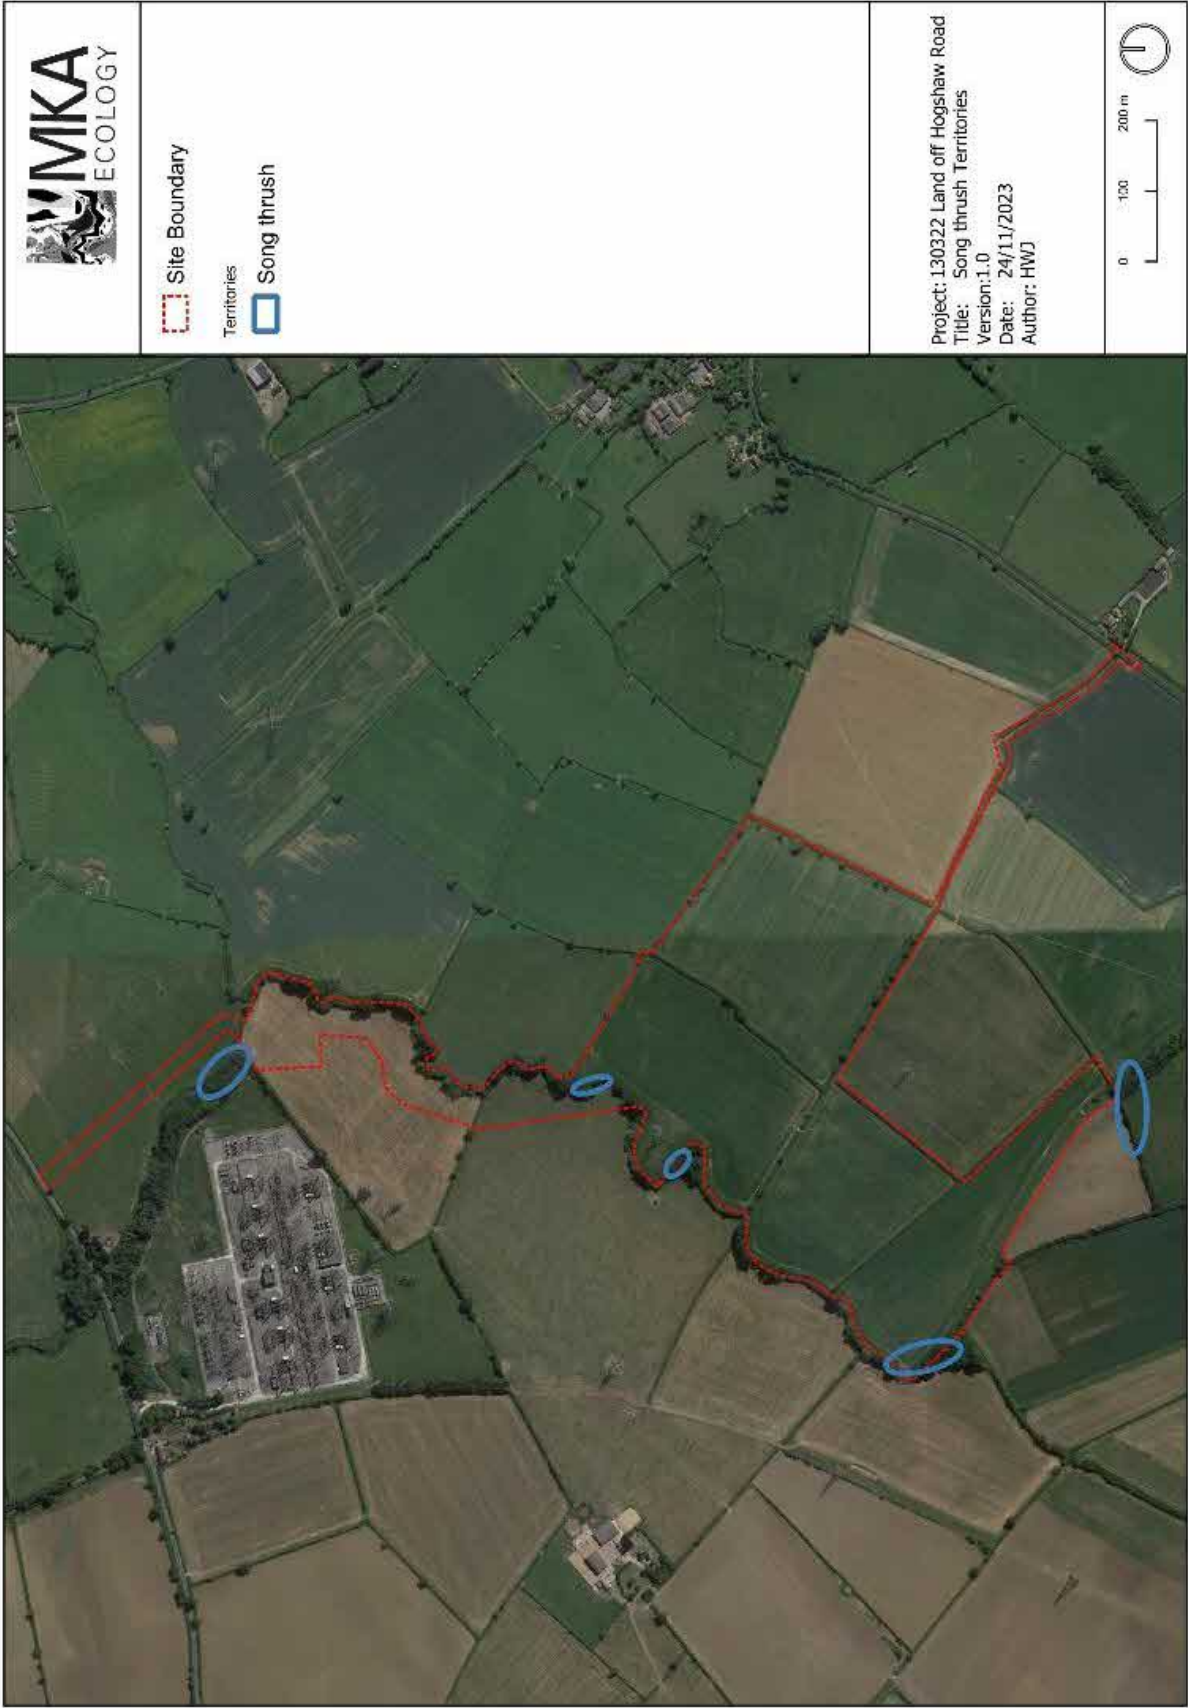 MKA
ECOLOGY
Site Boundary
Territories
Song thrush
Project: 130322 Land off Hogshaw Road
Title: Song thrush Territories
Version:1.0
Date: 24/11/2023
Author: HWJ
0 100 200 m